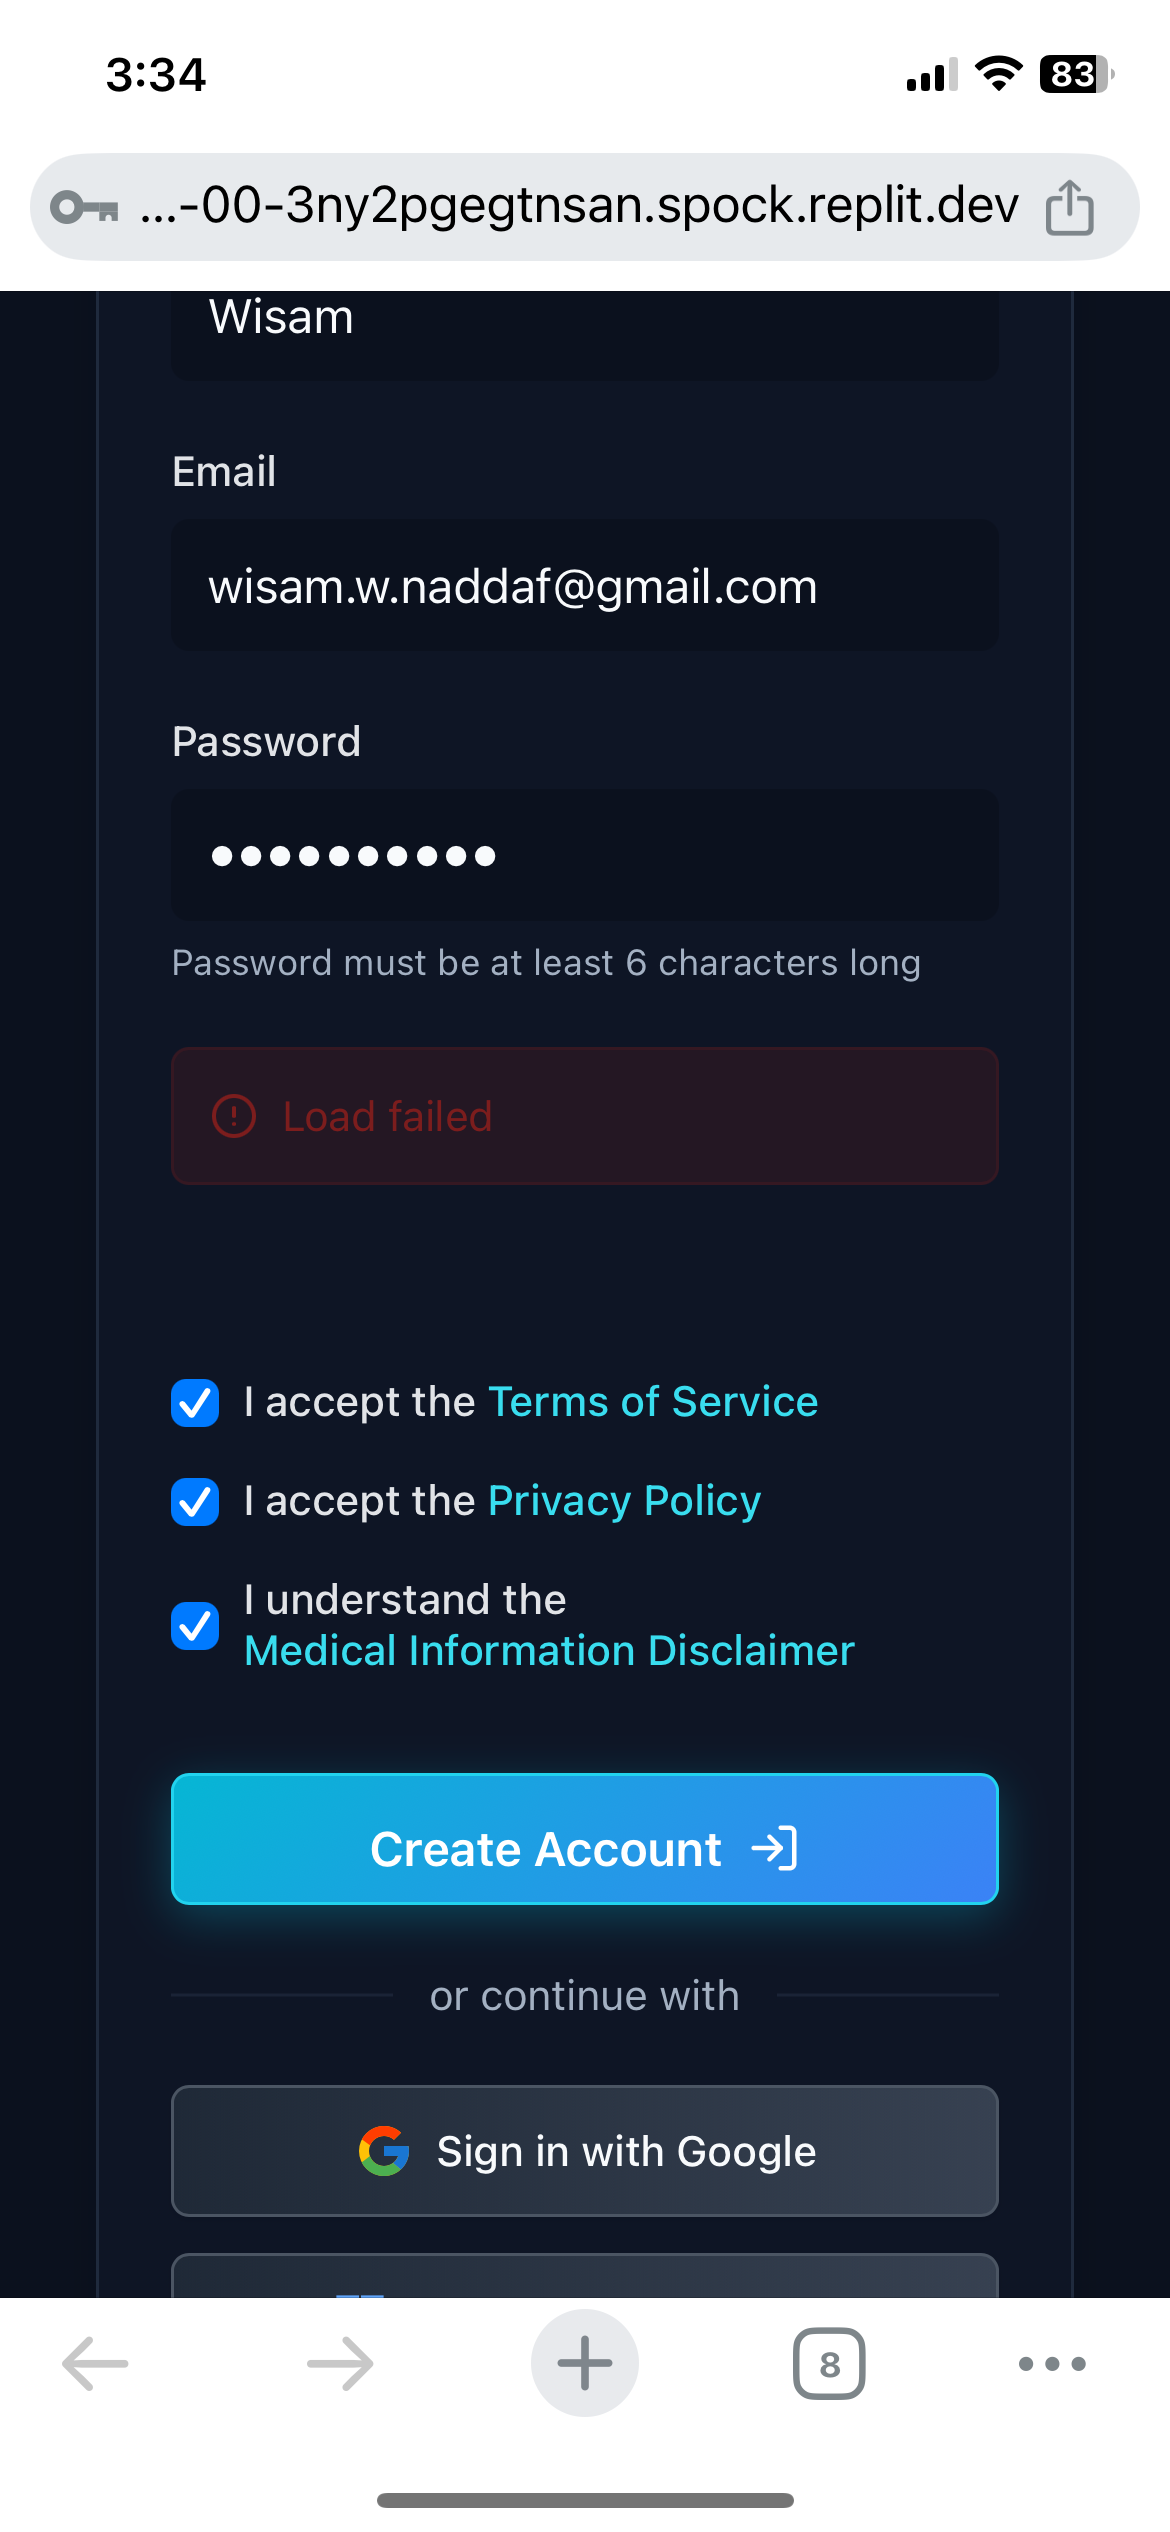 3:34
83
...-00-3ny2pgegtnsan.spock.replit.dev
Wisam
Email
wisam.w.naddaf@gmail.com
Password
Password must be at least 6 characters long
Load failed
I accept the Terms of Service
I accept the Privacy Policy
I understand the
Medical Information Disclaimer
Create Account
or continue with
Sign in with Google
8